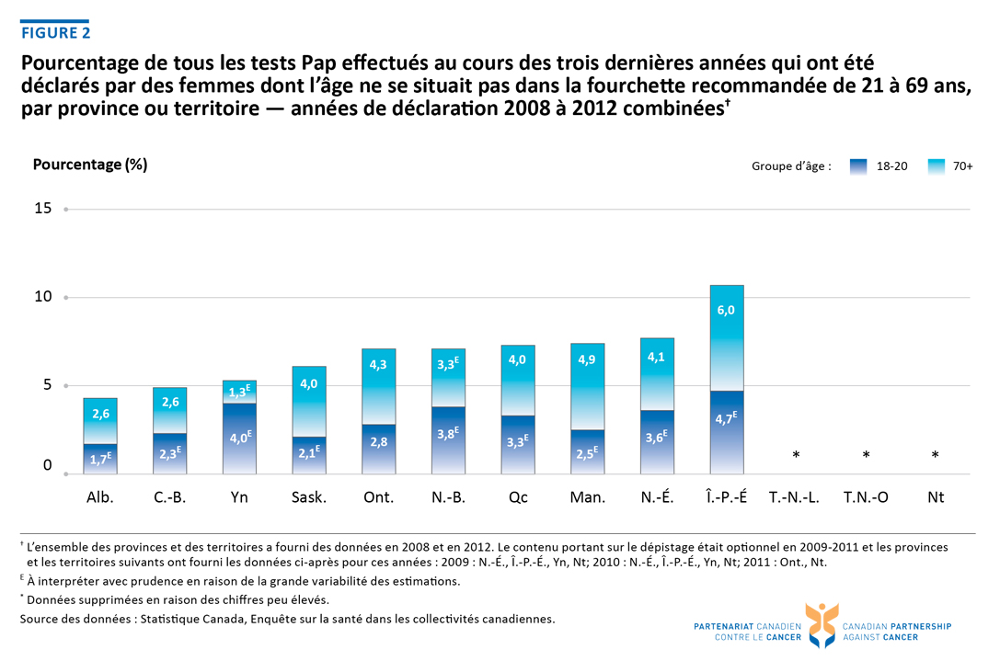 FIGURE 2
Pourcentage de tous les tests Pap effectués au cours des trois dernières années qui ont été
déclarés par des femmes dont l'âge ne se situait pas dans la fourchette recommandée de 21 à 69 ans,
par province ou territoire — années de déclaration 2008 à 2012 combinées†
Pourcentage (%)
Groupe d'âge : 18-20 70+
15
10
5
0
2,6 2,6 1,3E 4,0 4,3 3,3E 4,0 4,9 4,1 6,0
1,7E 2,3E 4,0E 2,1E 2,8 3,8E 3,3E 2,5E 3,6E 4,7E * * *
Alb. C.-B. Yn Sask. Ont. N.-B. Qc Man. N.-É. Î.-P.-É T.-N.-L. T.N.-O Nt
† L'ensemble des provinces et des territoires a fourni des données en 2008 et en 2012. Le contenu portant sur le dépistage était optionnel en 2009-2011 et les provinces
et les territoires suivants ont fourni les données ci-après pour ces années : 2009 : N.-É., Î.-P.-É., Yn, Nt; 2010 : N.-É., Î.-P.-É., Yn, Nt; 2011 : Ont., Nt.
E À interpréter avec prudence en raison de la grande variabilité des estimations.
* Données supprimées en raison des chiffres peu élevés.
Source des données : Statistique Canada, Enquête sur la santé dans les collectivités canadiennes.
PARTENARIAT CANADIEN
CONTRE LE CANCER
CANADIAN PARTNERSHIP
AGAINST CANCER